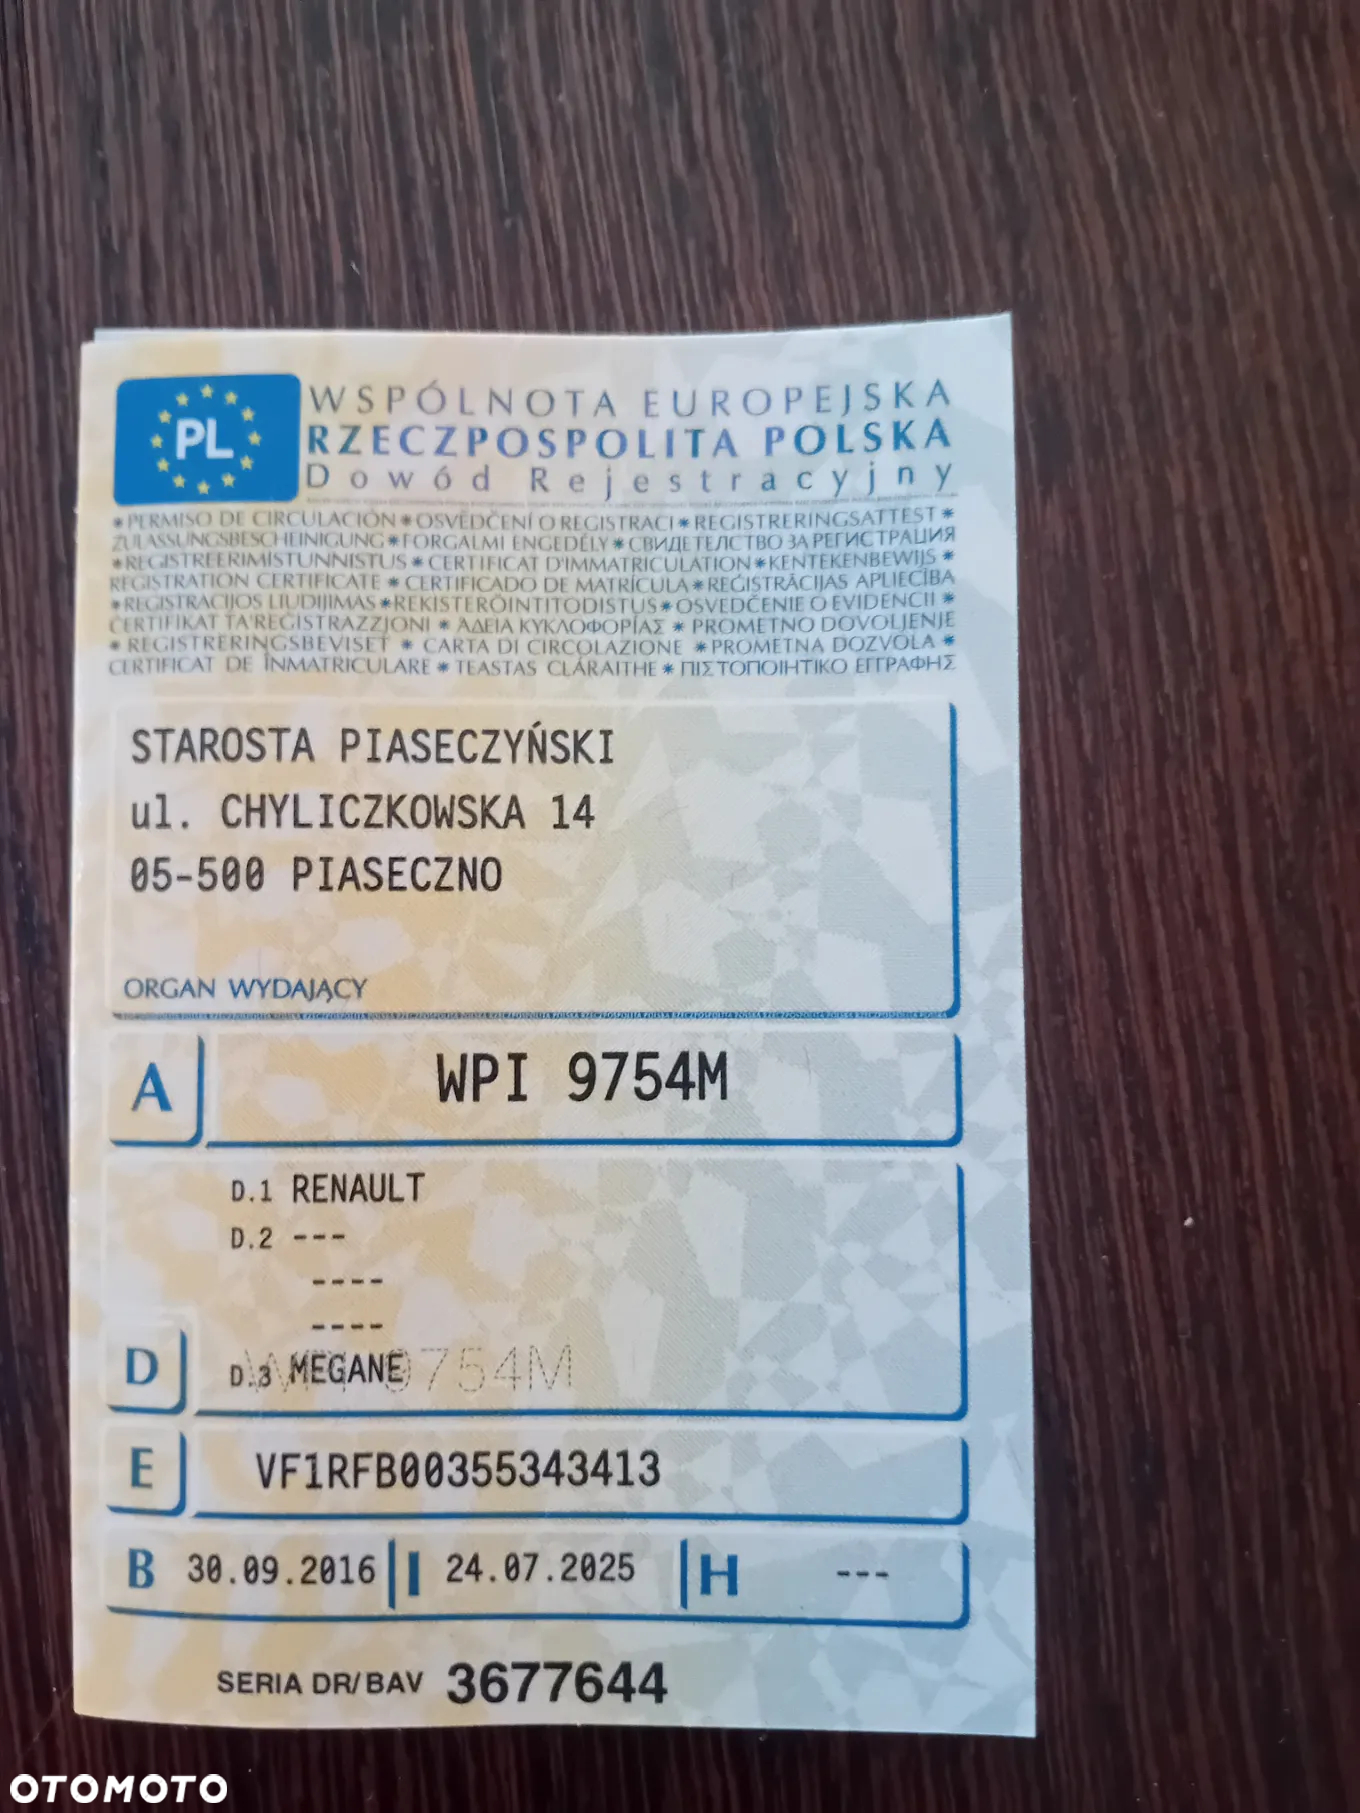 PL
WSPÓLNOTA EUROPEJSKA
RZECZPOSPOLITA POLSKA
Dowód Rejestracyjny
* PERMISO DE CIRCULACIÓN * OSVĚDČENÍ O REGISTRACI * REGISTRERINGSATTEST *
ZULASSUNGSBESCHEINIGUNG * FORGALMI ENGEDÉLY * СВИДЕТЕЛСТВО ЗА РЕГИСТРАЦИЯ
* REGISTREERIMISTUNNISTUS * CERTIFICAT D'IMMATRICULATION * KENTEKENBEWIJS *
REGISTRATION CERTIFICATE * CERTIFICADO DE MATRÍCULA * REĢISTRĀCIJAS APLIECĪBA
* REGISTRACIJOS LIUDIJIMAS * REKISTERÖINTITODISTUS * OSVEDČENIE O EVIDENCII *
ĊERTIFIKAT TA'REĠISTRAZZJONI * ΑΔΕΙΑ ΚΥΚΛΟΦΟΡΙΑΣ * PROMETNO DOVOLJENJE
* REGISTRERINGSBEVISET * CARTA DI CIRCOLAZIONE * PROMETNA DOZVOLA *
CERTIFICAT DE ÎNMATRICULARE * TEASTAS CLÁRAITHE * ΠΙΣΤΟΠΟΙΗΤΙΚΟ ΕΓΓΡΑΦΗΣ
STAROSTA PIASECZYŃSKI
ul. CHYLICZKOWSKA 14
05-500 PIASECZNO
ORGAN WYDAJĄCY
A WPI 9754M
D.1 RENAULT
D.2 ---
----
----
D D.3 MEGANE
WPI 9754M
E VF1RFB00355343413
B 30.09.2016 I 24.07.2025 H ---
SERIA DR/BAV 3677644
OTOMOTO